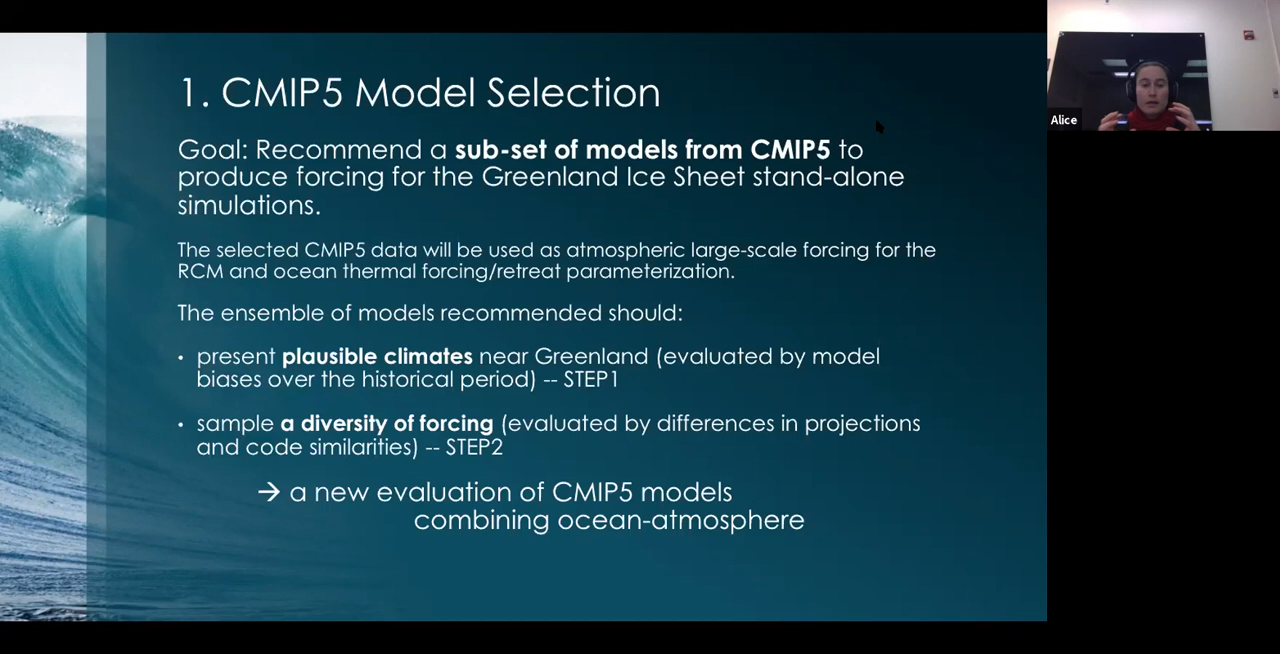 1. CMIP5 Model Selection
Goal: Recommend a sub-set of models from CMIP5 to
produce forcing for the Greenland Ice Sheet stand-alone
simulations.
The selected CMIP5 data will be used as atmospheric large-scale forcing for the
RCM and ocean thermal forcing/retreat parameterization.
The ensemble of models recommended should:
• present plausible climates near Greenland (evaluated by model
biases over the historical period) -- STEP1
• sample a diversity of forcing (evaluated by differences in projections
and code similarities) -- STEP2
→ a new evaluation of CMIP5 models
combining ocean-atmosphere
Alice